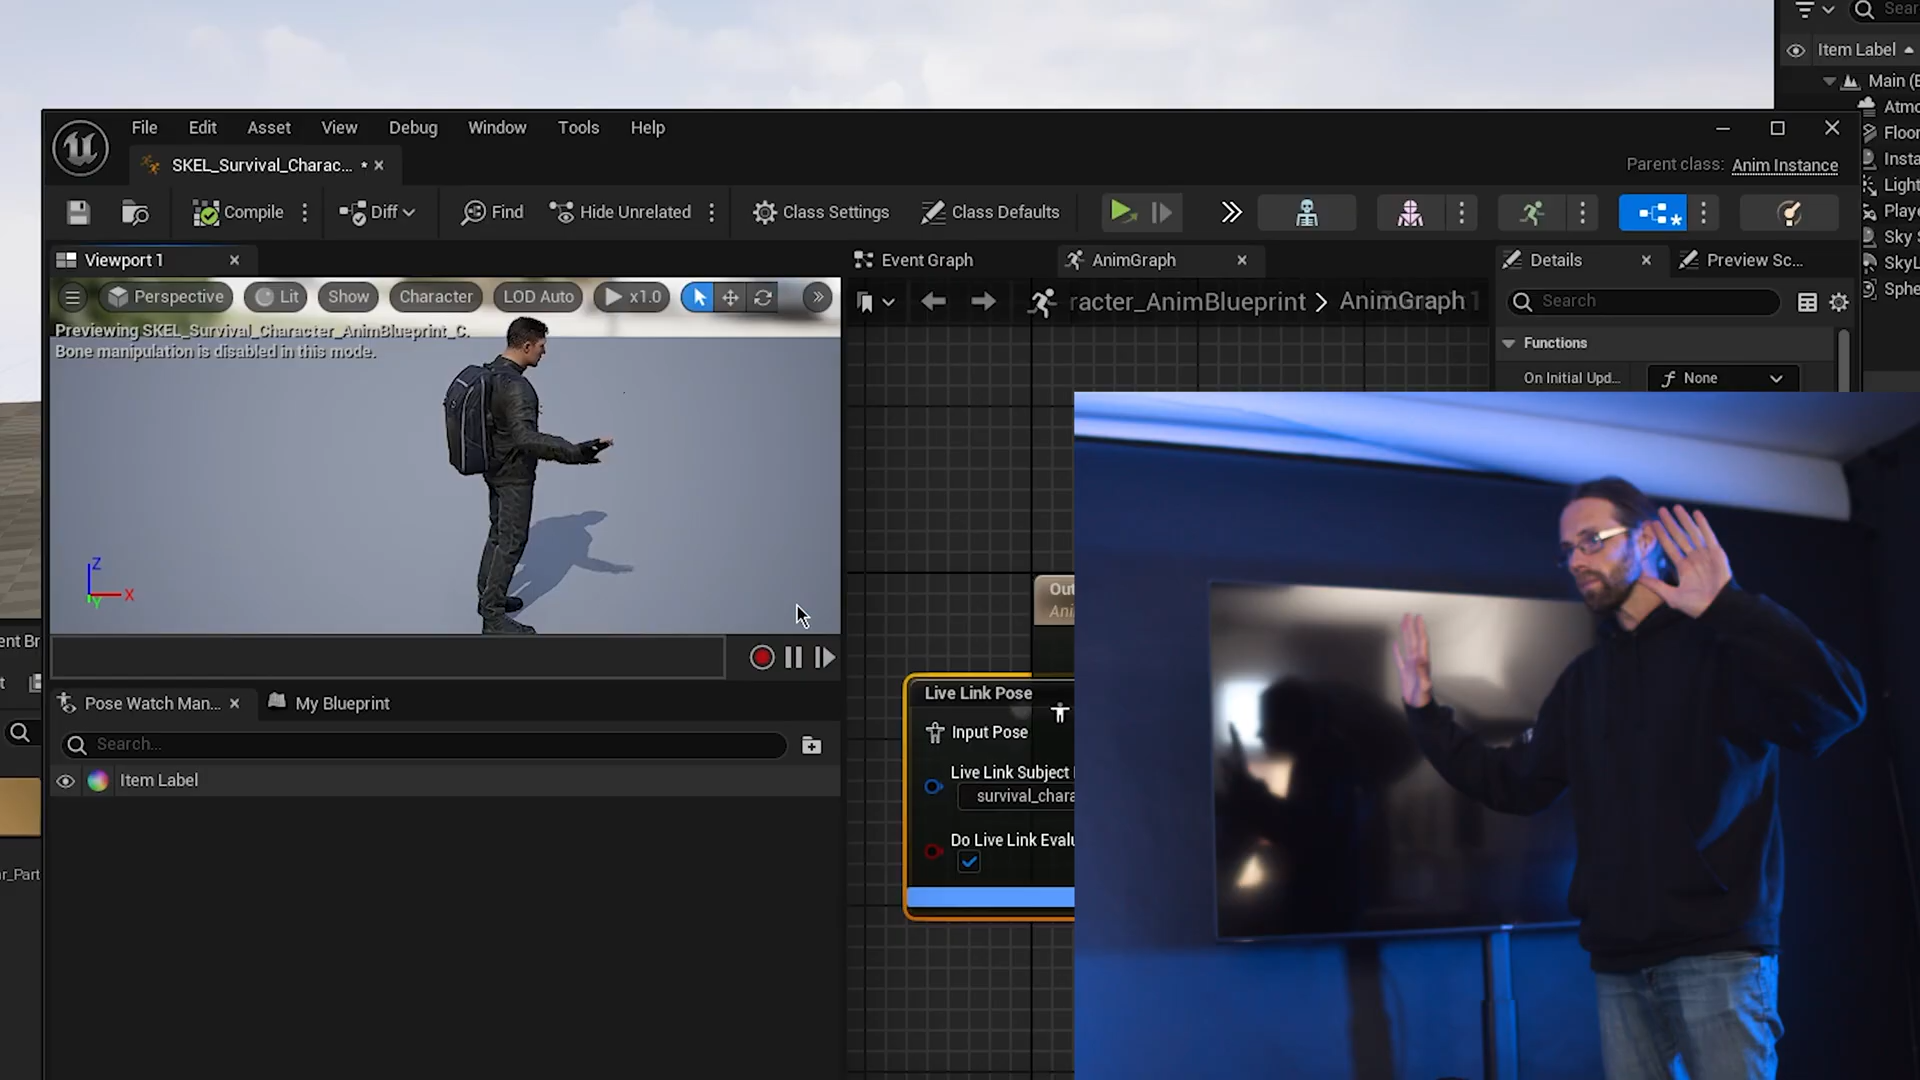 Sear
Item Label
Main (E
Atmo
Floor
Insta
Light
Playe
Sky S
SkyL
Sphe
File Edit Asset View Debug Window Tools Help
SKEL_Survival_Charac... •
Parent class: Anim Instance
Compile Diff Find Hide Unrelated Class Settings Class Defaults
Viewport 1
Event Graph AnimGraph
Details Preview Sc...
Perspective Lit Show Character LOD Auto x1.0
racter_AnimBlueprint > AnimGraph
Search
Previewing SKEL_Survival_Character_AnimBlueprint_C.
Bone manipulation is disabled in this mode.
Functions
On Initial Upd... None
Z
X
Y
Out
Ani
ent Br
t
Live Link Pose
Pose Watch Man... My Blueprint
Input Pose
Search...
Live Link Subject
Item Label
survival_chara
Do Live Link Evalu
r_Part